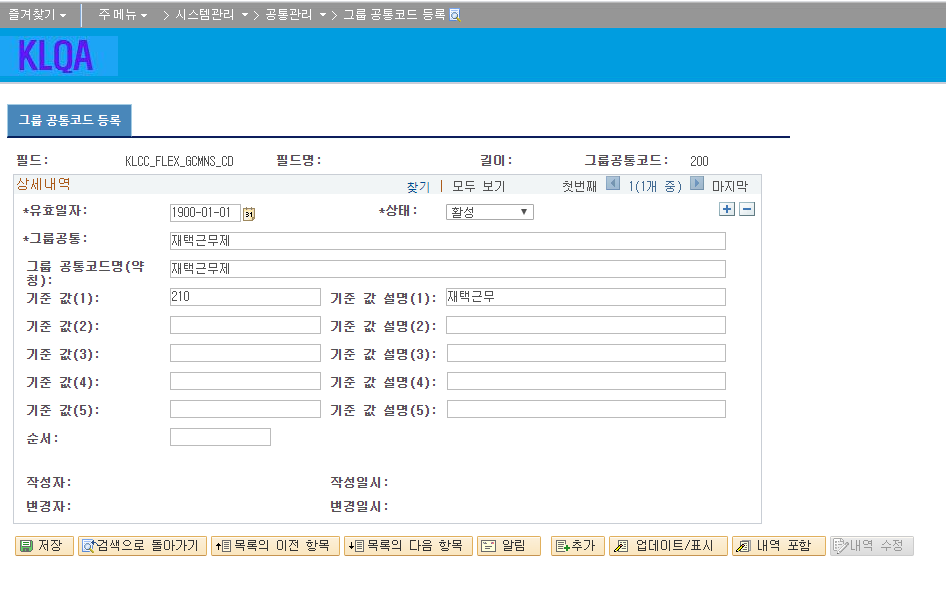 즐겨찾기 주 메뉴 > 시스템관리 > 공통관리 > 그룹 공통코드 등록
KLQA
그룹 공통코드 등록
필드: KLCC_FLEX_GCMNS_CD 필드명: 길이: 그룹공통코드: 200
상세내역 찾기 | 모두 보기 첫번째 1(1개 중) 마지막
*유효일자: 1900-01-01 31 *상태: 활성
*그룹공통: 재택근무제
그룹 공통코드명(약
칭): 재택근무제
기준 값(1): 210 기준 값 설명(1): 재택근무
기준 값(2): 기준 값 설명(2):
기준 값(3): 기준 값 설명(3):
기준 값(4): 기준 값 설명(4):
기준 값(5): 기준 값 설명(5):
순서:
작성자: 작성일시:
변경자: 변경일시:
저장 검색으로 돌아가기 목록의 이전 항목 목록의 다음 항목 알림 추가 업데이트/표시 내역 포함 내역 수정